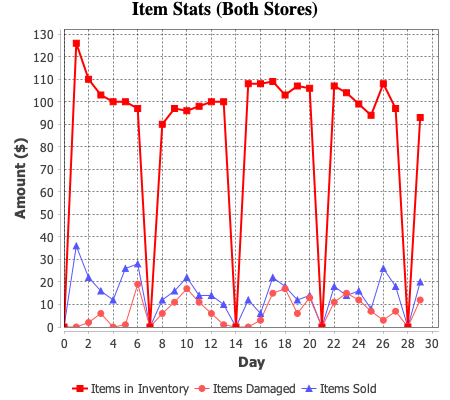 Item Stats (Both Stores)
Amount ($)
130
120
110
100
90
80
70
60
50
40
30
20
10
0
0 2 4 6 8 10 12 14 16 18 20 22 24 26 28 30
Day
Items in Inventory Items Damaged Items Sold